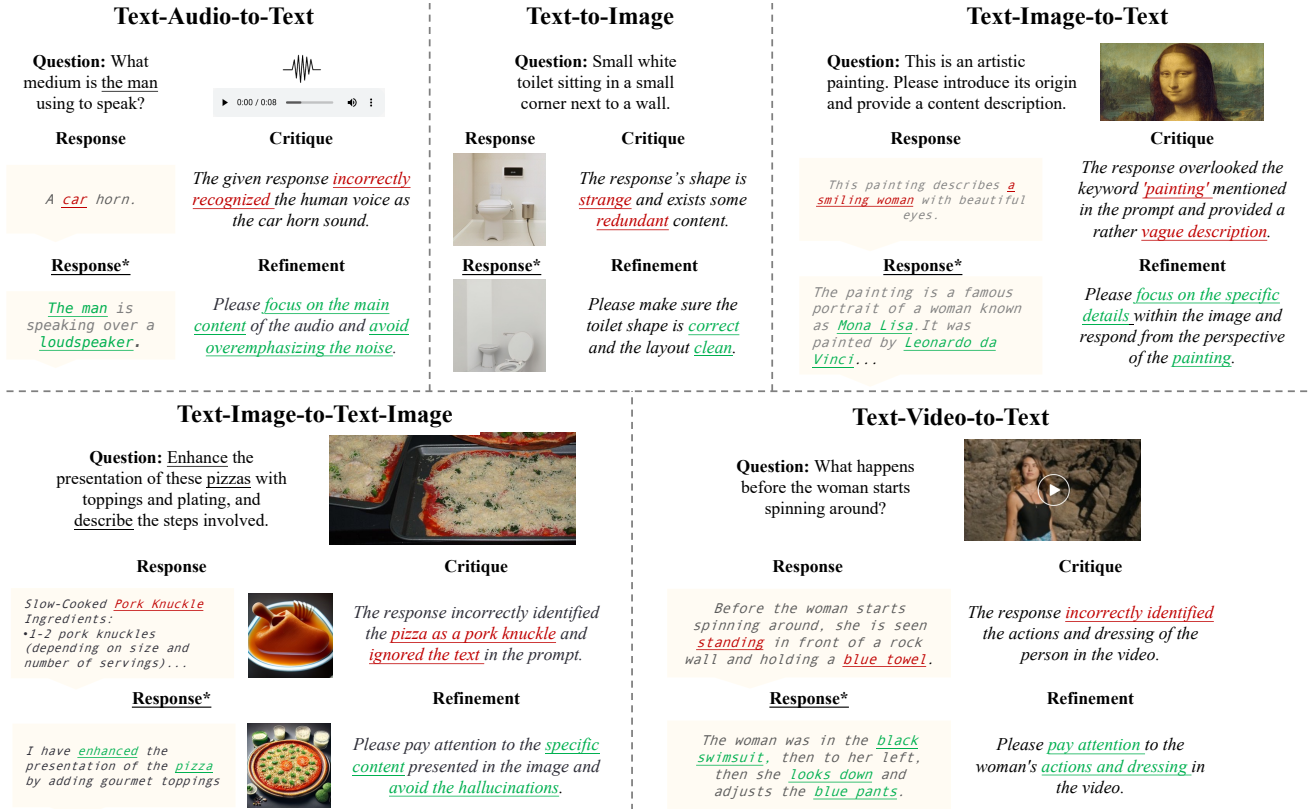 Text-Audio-to-Text
Question: What
medium is the man
using to speak?
0:00 / 0:08
Response
Critique
A car horn.
The given response incorrectly
recognized the human voice as
the car horn sound.
Response*
Refinement
The man is
speaking over a
loudspeaker.
Please focus on the main
content of the audio and avoid
overemphasizing the noise.
Text-to-Image
Question: Small white
toilet sitting in a small
corner next to a wall.
Response
Critique
The response's shape is
strange and exists some
redundant content.
Response*
Refinement
Please make sure the
toilet shape is correct
and the layout clean.
Text-Image-to-Text
Question: This is an artistic
painting. Please introduce its origin
and provide a content description.
Response
Critique
This painting describes a
smiling woman with beautiful
eyes.
The response overlooked the
keyword 'painting' mentioned
in the prompt and provided a
rather vague description.
Response*
Refinement
The painting is a famous
portrait of a woman known
as Mona Lisa.It was
painted by Leonardo da
Vinci...
Please focus on the specific
details within the image and
respond from the perspective
of the painting.
Text-Image-to-Text-Image
Question: Enhance the
presentation of these pizzas with
toppings and plating, and
describe the steps involved.
Response
Critique
Slow-Cooked Pork Knuckle
Ingredients:
•1-2 pork knuckles
(depending on size and
number of servings)...
The response incorrectly identified
the pizza as a pork knuckle and
ignored the text in the prompt.
Response*
Refinement
I have enhanced the
presentation of the pizza
by adding gourmet toppings
Please pay attention to the specific
content presented in the image and
avoid the hallucinations.
Text-Video-to-Text
Question: What happens
before the woman starts
spinning around?
Response
Critique
Before the woman starts
spinning around, she is seen
standing in front of a rock
wall and holding a blue towel.
The response incorrectly identified
the actions and dressing of the
person in the video.
Response*
Refinement
The woman was in the black
swimsuit, then to her left,
then she looks down and
adjusts the blue pants.
Please pay attention to the
woman's actions and dressing in
the video.